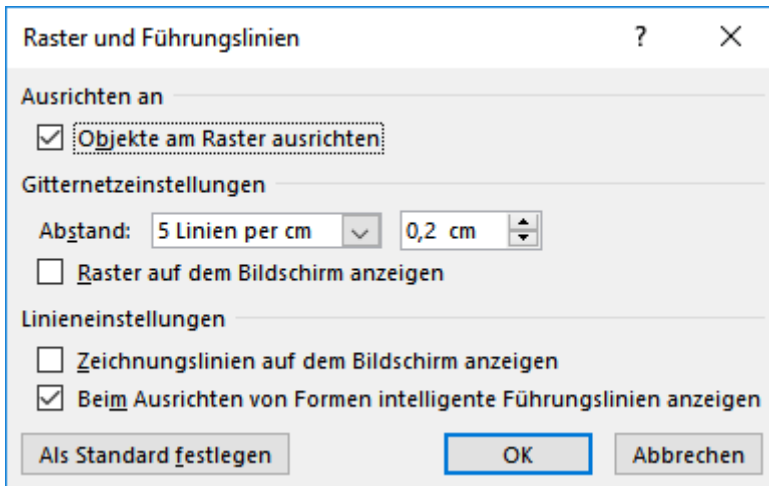 Raster und Führungslinien ?
Ausrichten an
Objekte am Raster ausrichten
Gitternetzeinstellungen
Abstand: 5 Linien per cm 0,2 cm
Raster auf dem Bildschirm anzeigen
Linieneinstellungen
Zeichnungslinien auf dem Bildschirm anzeigen
Beim Ausrichten von Formen intelligente Führungslinien anzeigen
Als Standard festlegen OK Abbrechen